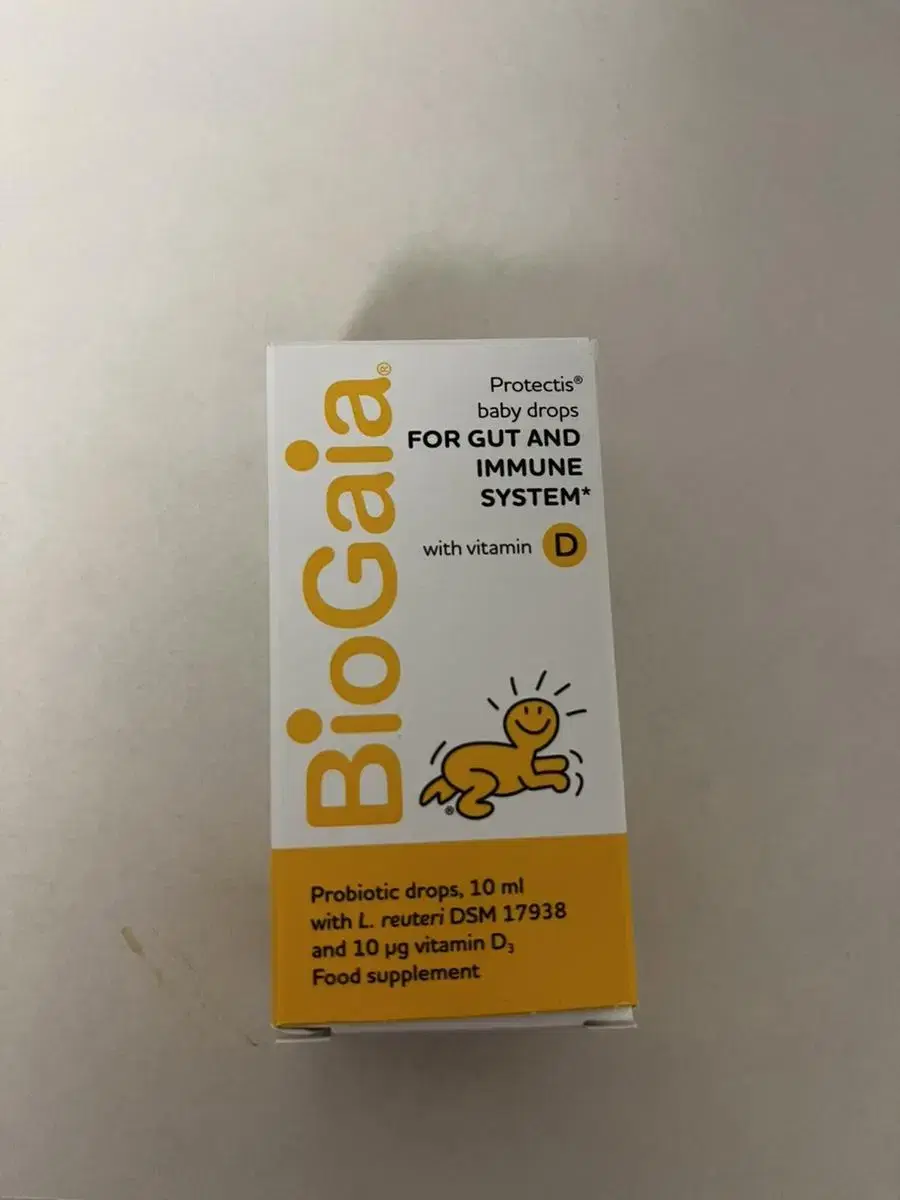 BioGaia®
Protectis®
baby drops
FOR GUT AND
IMMUNE
SYSTEM*
with vitamin D
®
Probiotic drops, 10 ml
with L. reuteri DSM 17938
and 10 µg vitamin D₃
Food supplement